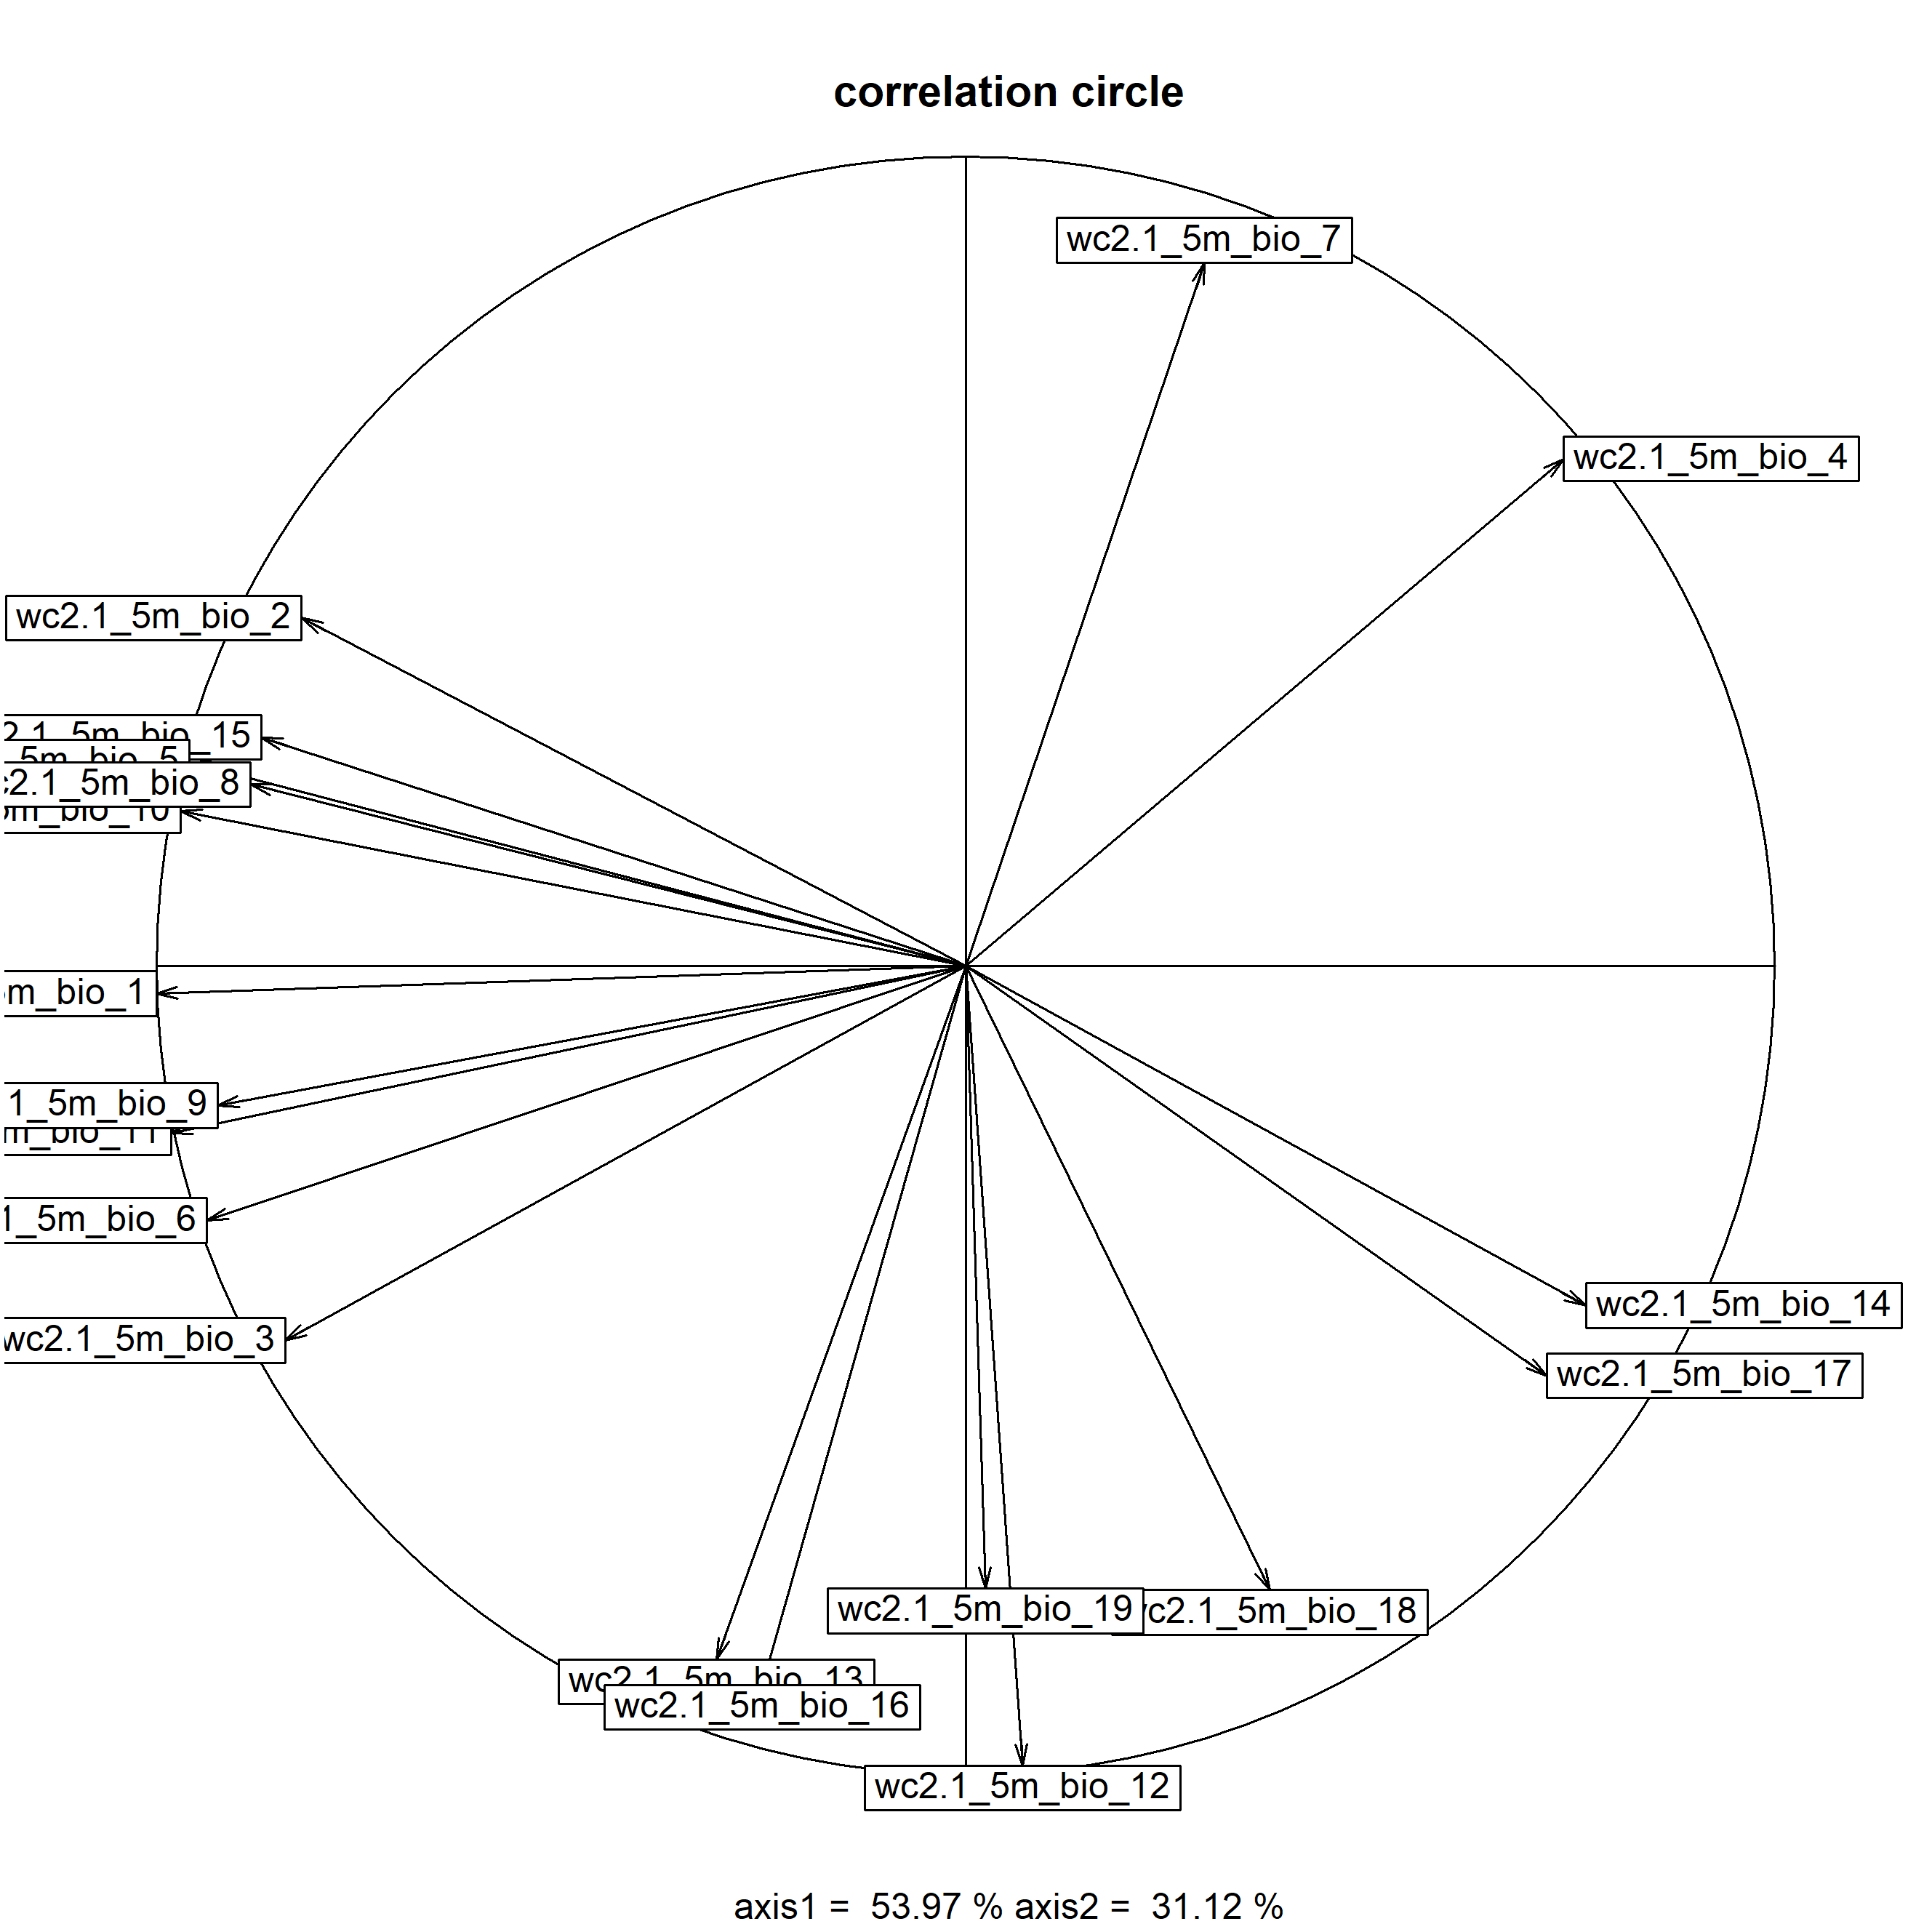 correlation circle
wc2.1_5m_bio_7
wc2.1_5m_bio_4
wc2.1_5m_bio_2
2.1_5m_bio_15
5m_bio_5
c2.1_5m_bio_8
5m_bio_10
m_bio_1
1_5m_bio_9
m_bio_11
1_5m_bio_6
wc2.1_5m_bio_3
wc2.1_5m_bio_14
wc2.1_5m_bio_17
wc2.1_5m_bio_19
c2.1_5m_bio_18
wc2.1_5m_bio_13
wc2.1_5m_bio_16
wc2.1_5m_bio_12
axis1 = 53.97 % axis2 = 31.12 %